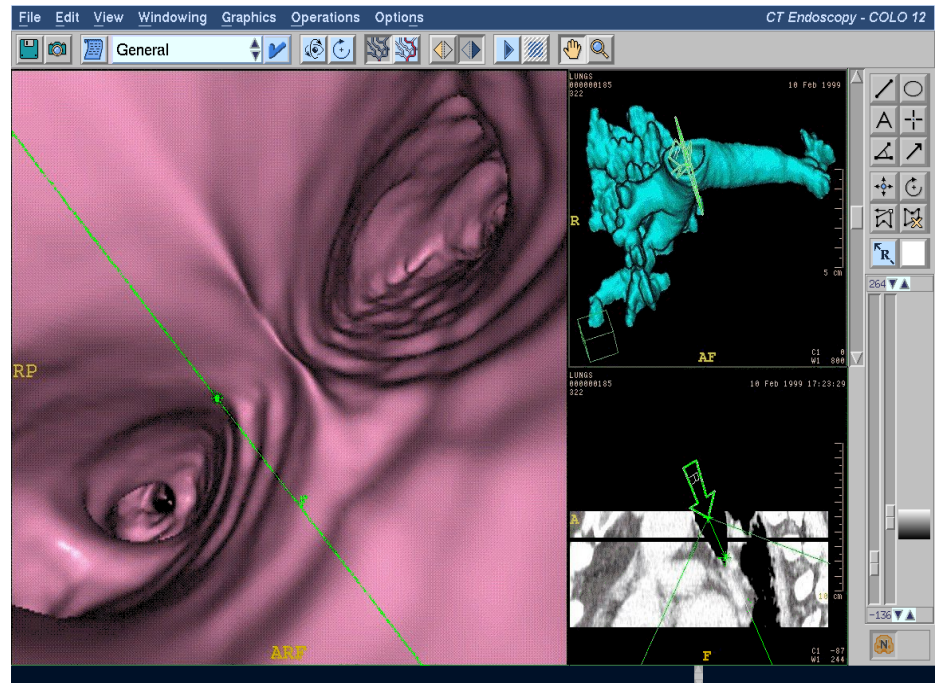 File Edit View Windowing Graphics Operations Options CT Endoscopy - COLO 12
General
LUNGS
000000185
322
10 Feb 1999
R
5 cm
AF
C1 0
W1 800
RP
ARF
LUNGS
000000185
322
10 Feb 1999 17:23:29
R
A
10 cm
F
C1 -87
W1 244
A
R
264
-136
N